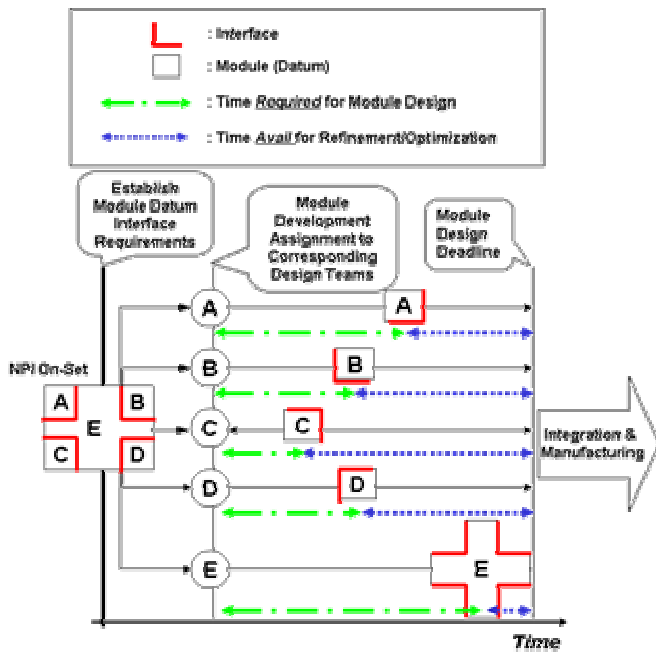 : Interface
: Module (Datum)
: Time Required for Module Design
: Time Avail for Refinement/Optimization
Establish
Module Datum
Interface
Requirements
Module
Development
Assignment to
Corresponding
Design Teams
Module
Design
Deadline
NPI On-Set
A B
E
C D
A A
B B
C C
D D
E E
Integration &
Manufacturing
Time